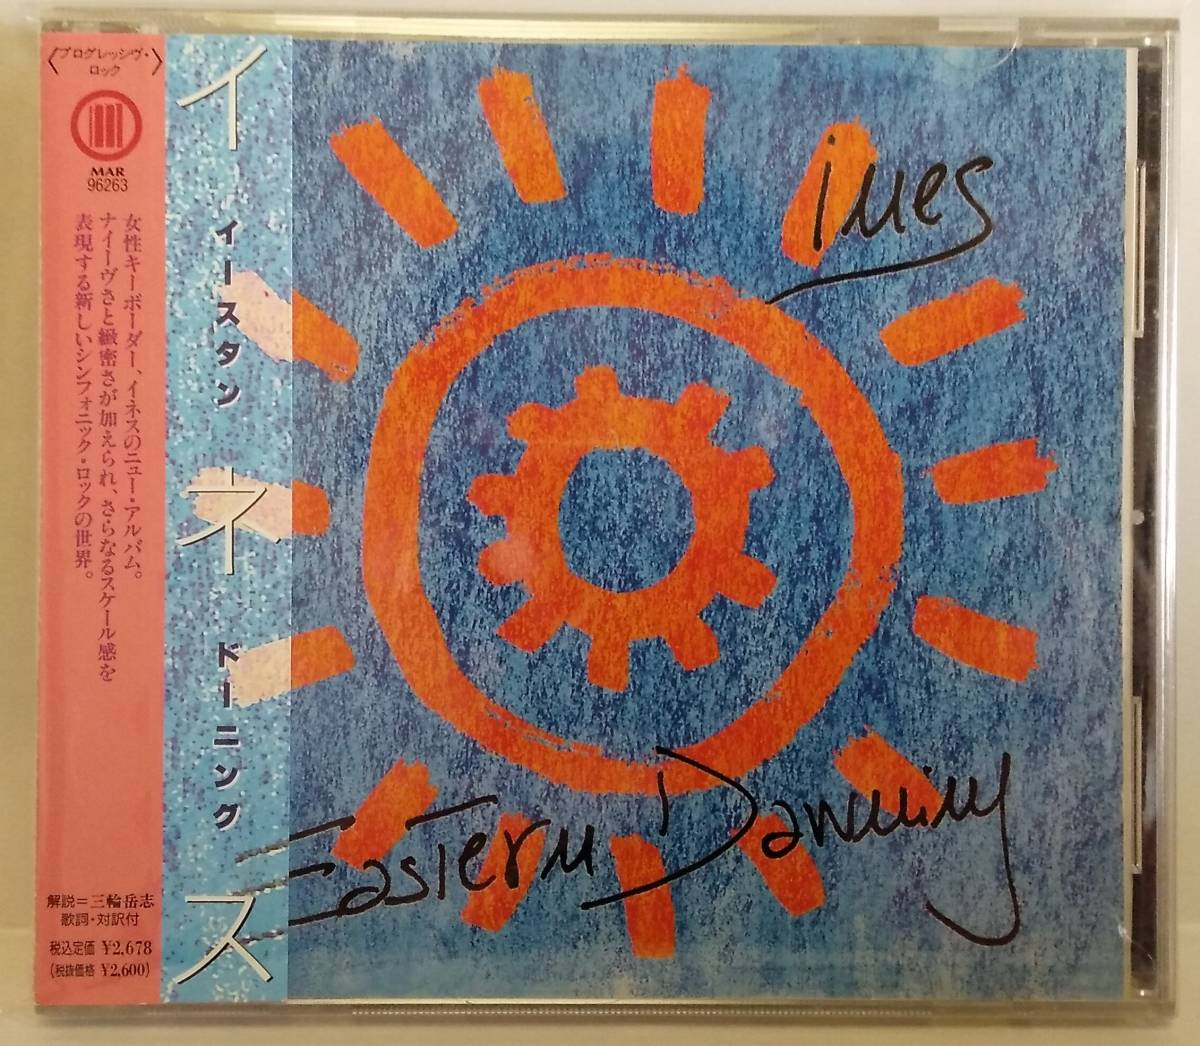 〈プログレッシヴ・ロック〉
MAR
96263
女性キーボーダー、イネスのニュー・アルバム。
ナイーヴさと緻密さが加えられ、さらなるスケール感を
表現する新しいシンフォニック・ロックの世界。
解説=三輪岳志
歌詞・対訳付
税込定価 ¥2,678
(税抜価格 ¥2,600)
イネス
イースタン ドーニング
ines
Eastern Dawning